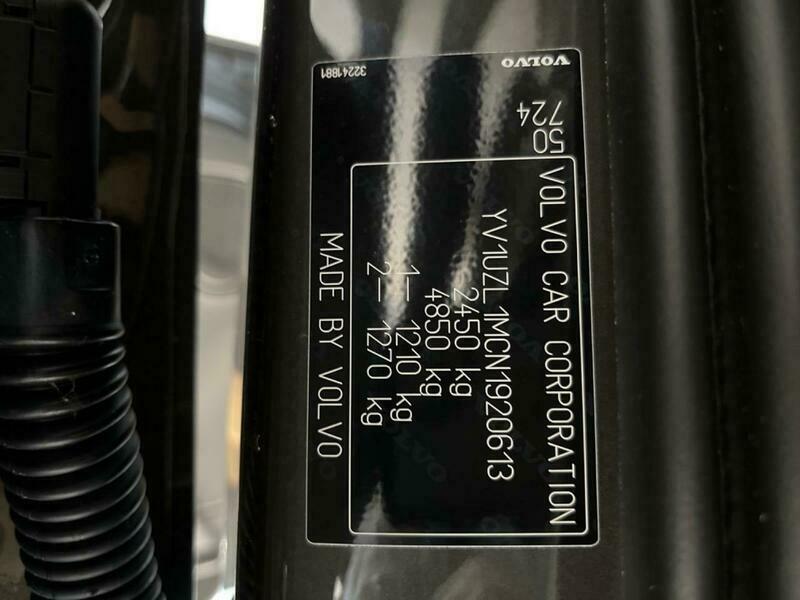 VOLVO
32241881
50
724
VOLVO CAR CORPORATION
YV1UZL1MCN1920613
2450 kg
4850 kg
1— 1210 kg
2— 1270 kg
MADE BY VOLVO